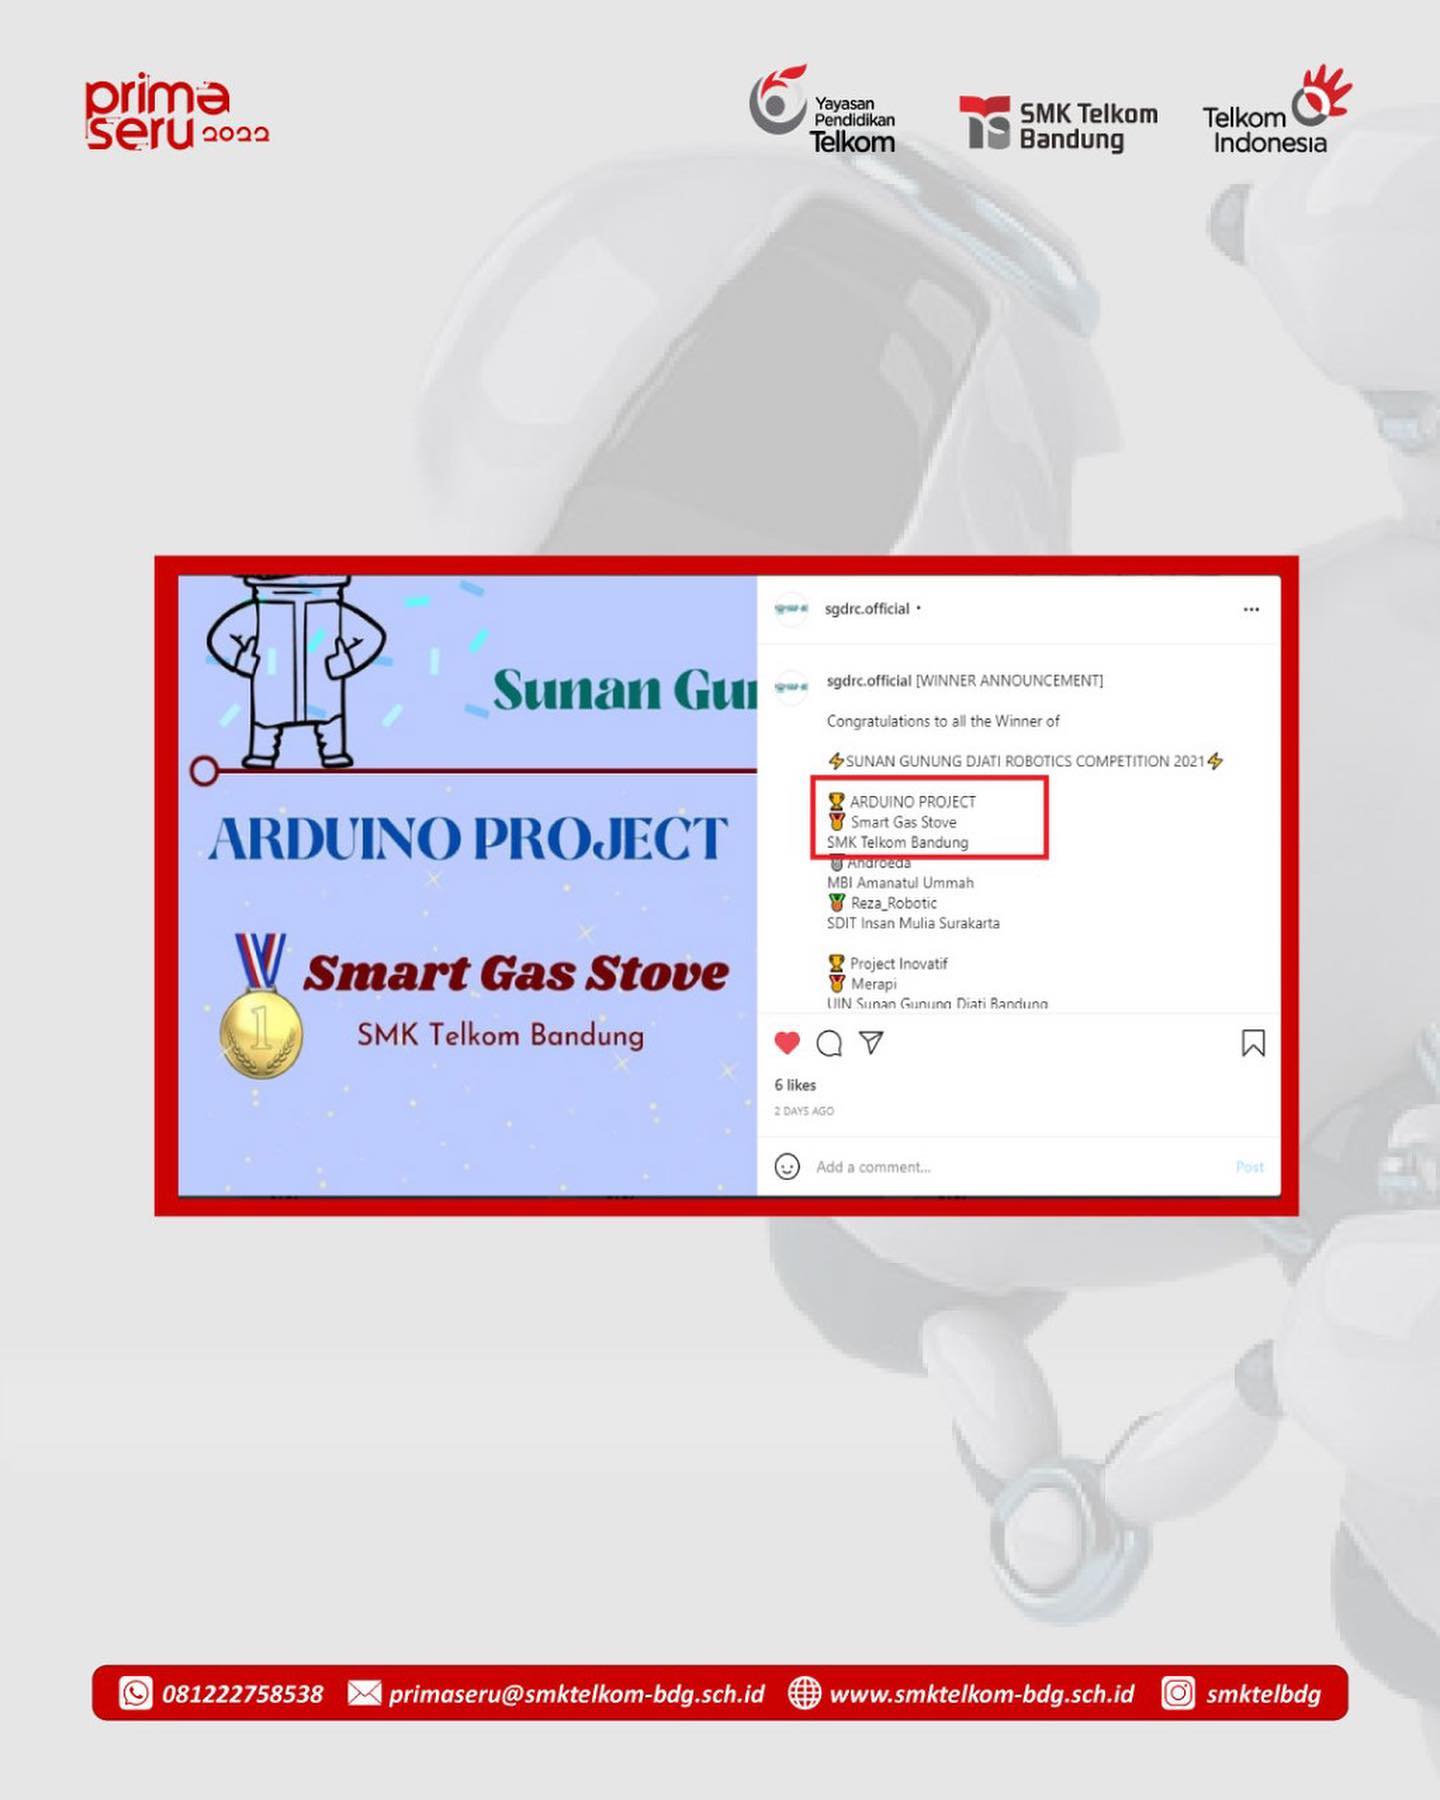 prima
seru 2022
Yayasan
Pendidikan
Telkom
SMK Telkom
Bandung
Telkom
Indonesia
Sunan Gu
ARDUINO PROJECT
Smart Gas Stove
1
SMK Telkom Bandung
sgdrc.official •
sgdrc.official [WINNER ANNOUNCEMENT]
Congratulations to all the Winner of
⚡SUNAN GUNUNG DJATI ROBOTICS COMPETITION 2021⚡
🏆 ARDUINO PROJECT
🥇 Smart Gas Stove
SMK Telkom Bandung
🥈 Androeda
MBI Amanatul Ummah
🥉 Reza_Robotic
SDIT Insan Mulia Surakarta
🏆 Project Inovatif
🥇 Merapi
UIN Sunan Gunung Djati Bandung
6 likes
2 DAYS AGO
Add a comment...
Post
081222758538 primaseru@smktelkom-bdg.sch.id www.smktelkom-bdg.sch.id smktelbdg